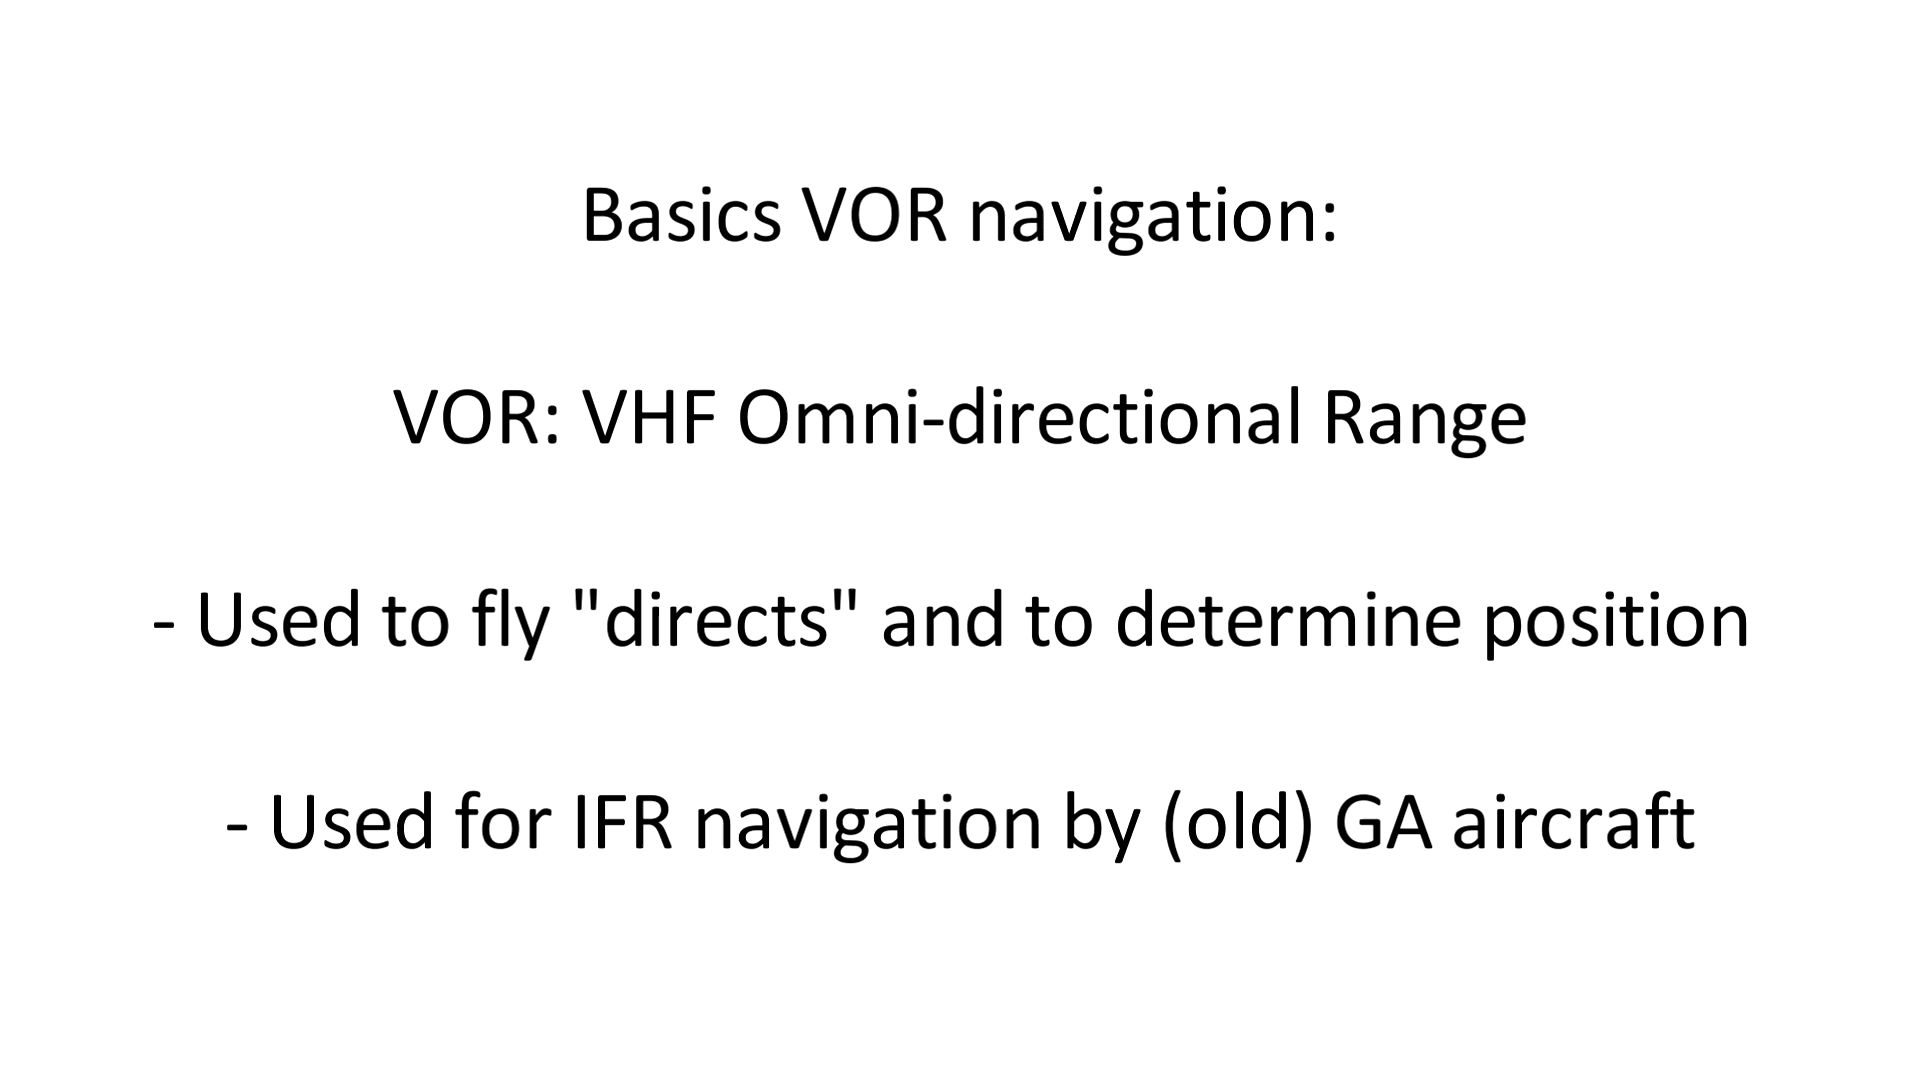 Basics VOR navigation:
VOR: VHF Omni-directional Range
- Used to fly "directs" and to determine position
- Used for IFR navigation by (old) GA aircraft